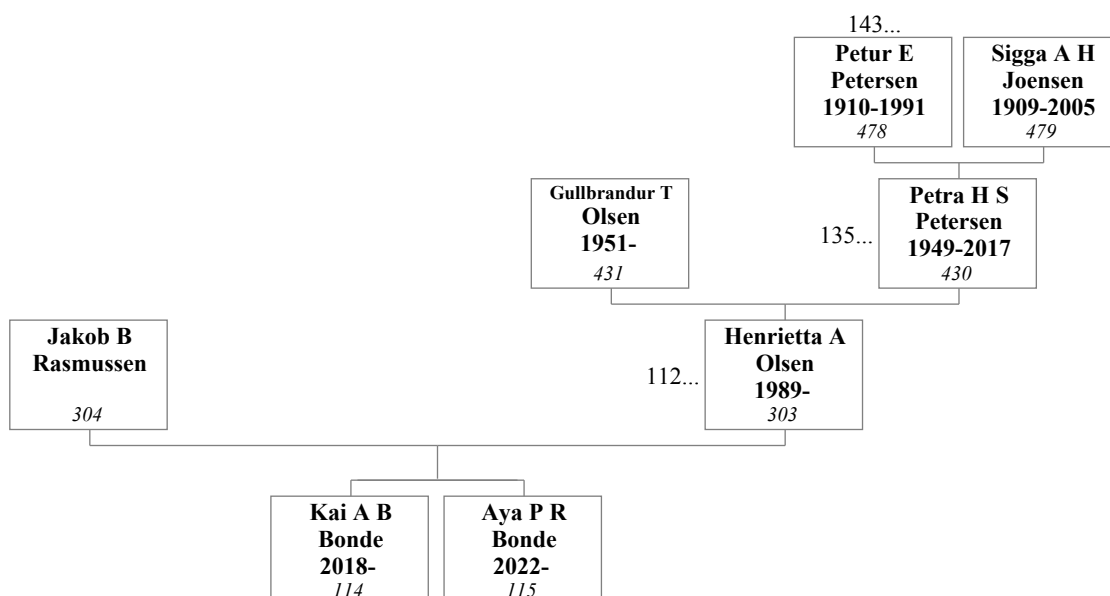 143...
Petur E
Petersen
1910-1991
478
Sigga A H
Joensen
1909-2005
479
Gullbrandur T
Olsen
1951-
431
135...
Petra H S
Petersen
1949-2017
430
Jakob B
Rasmussen
304
112...
Henrietta A
Olsen
1989-
303
Kai A B
Bonde
2018-
114
Aya P R
Bonde
2022-
115